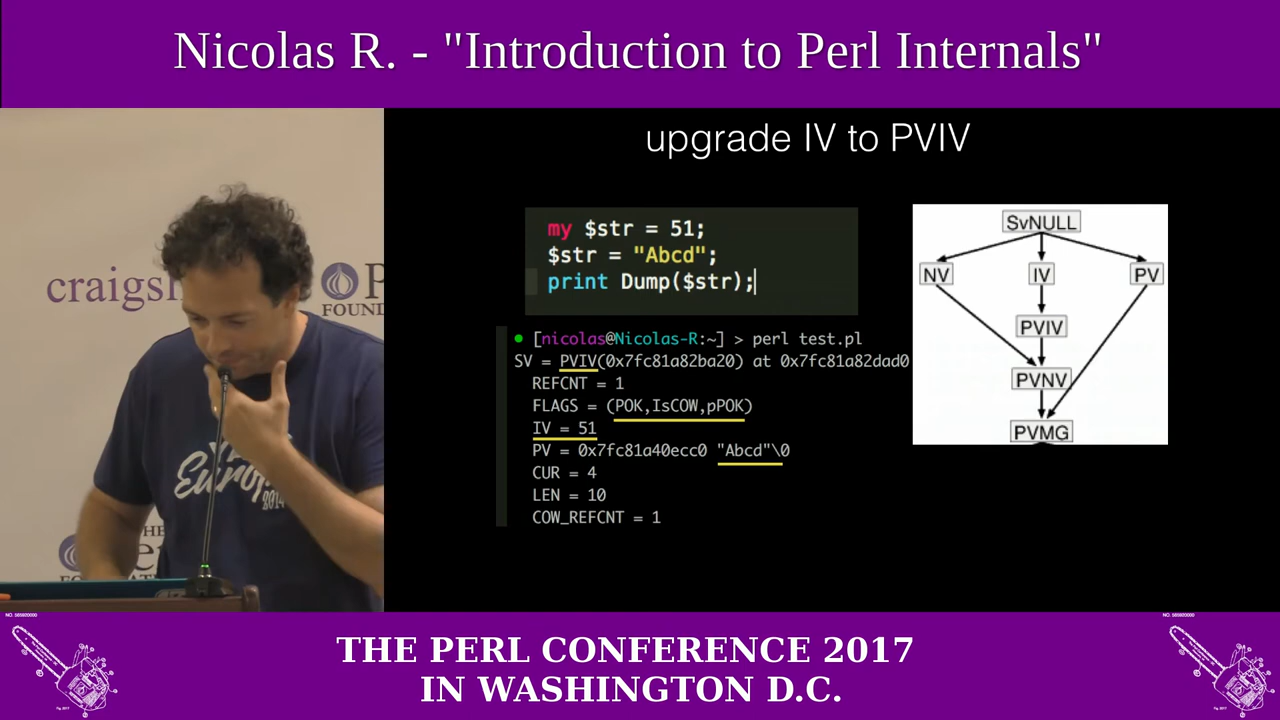 Nicolas R. - "Introduction to Perl Internals"
upgrade IV to PVIV
my $str = 51;
$str = "Abcd";
print Dump($str);
[nicolas@Nicolas-R:~] > perl test.pl
SV = PVIV(0x7fc81a82ba20) at 0x7fc81a82dad0
REFCNT = 1
FLAGS = (POK,IsCOW,pPOK)
IV = 51
PV = 0x7fc81a40ecc0 "Abcd"\0
CUR = 4
LEN = 10
COW_REFCNT = 1
SvNULL
NV IV PV
PVIV
PVNV
PVMG
craigs
P
FOUND
Europ
2014
THE PERL CONFERENCE 2017
IN WASHINGTON D.C.